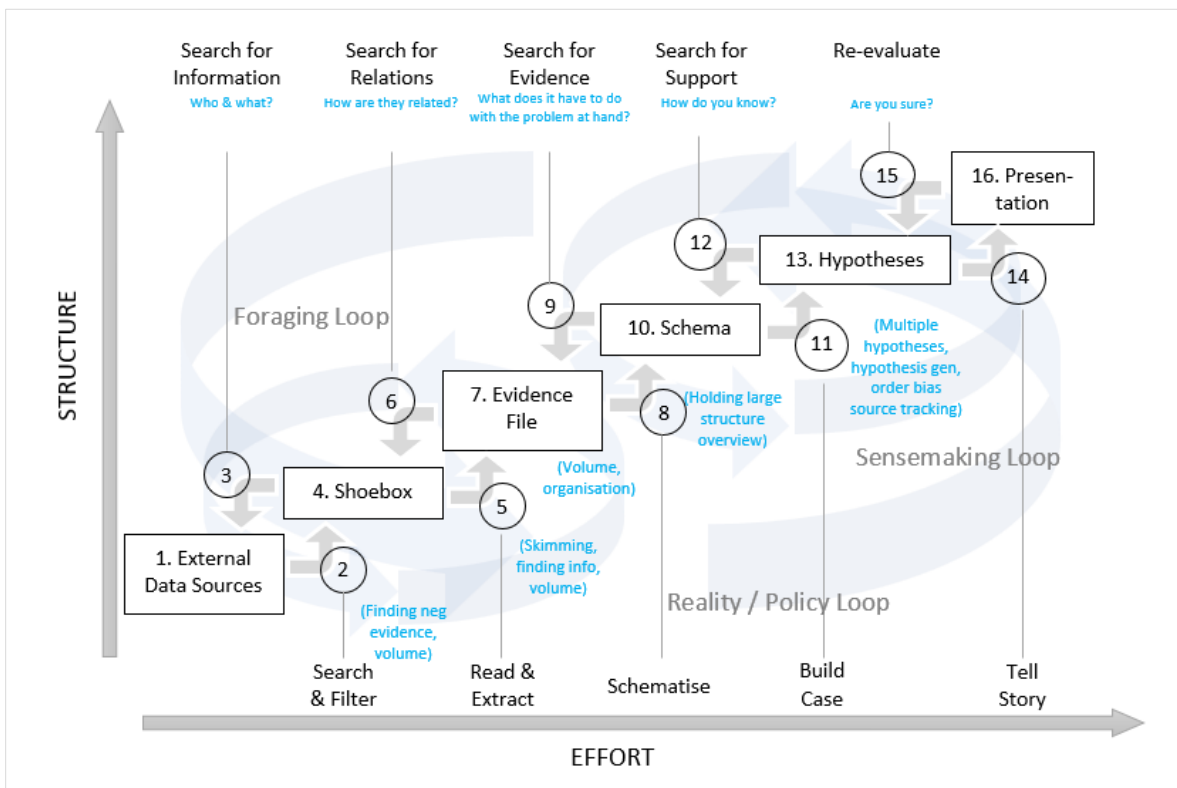 Search for
Information
Who & what?
Search for
Relations
How are they related?
Search for
Evidence
What does it have to do
with the problem at hand?
Search for
Support
How do you know?
Re-evaluate
Are you sure?
STRUCTURE
15
16. Presen-
tation
12
13. Hypotheses
14
9
Foraging Loop
10. Schema
11
(Multiple
hypotheses,
hypothesis gen,
order bias
source tracking)
6
7. Evidence
File
8
(Holding large
structure
overview)
Sensemaking Loop
3
4. Shoebox
(Volume,
organisation)
5
1. External
Data Sources
2
(Skimming,
finding info,
volume)
Reality / Policy Loop
(Finding neg
evidence,
volume)
Search
& Filter
Read &
Extract
Schematise
Build
Case
Tell
Story
EFFORT